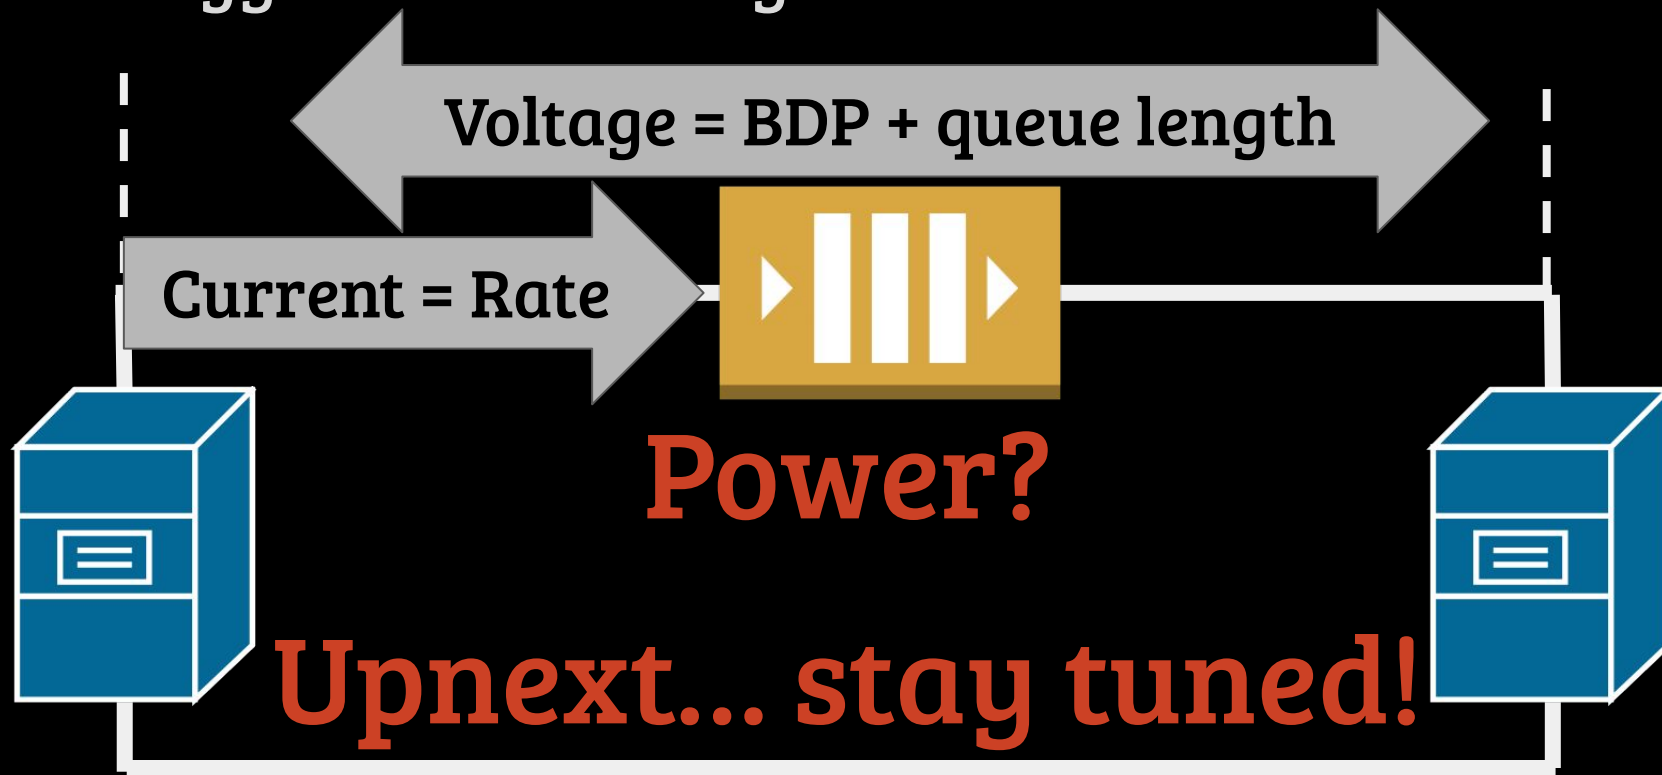 Voltage = BDP + queue length
Current = Rate
Power?
Upnext... stay tuned!